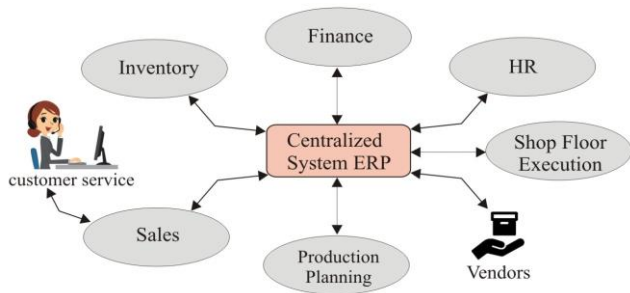 Finance
Inventory
HR
Centralized
System ERP
Shop Floor
Execution
customer service
Sales
Production
Planning
Vendors